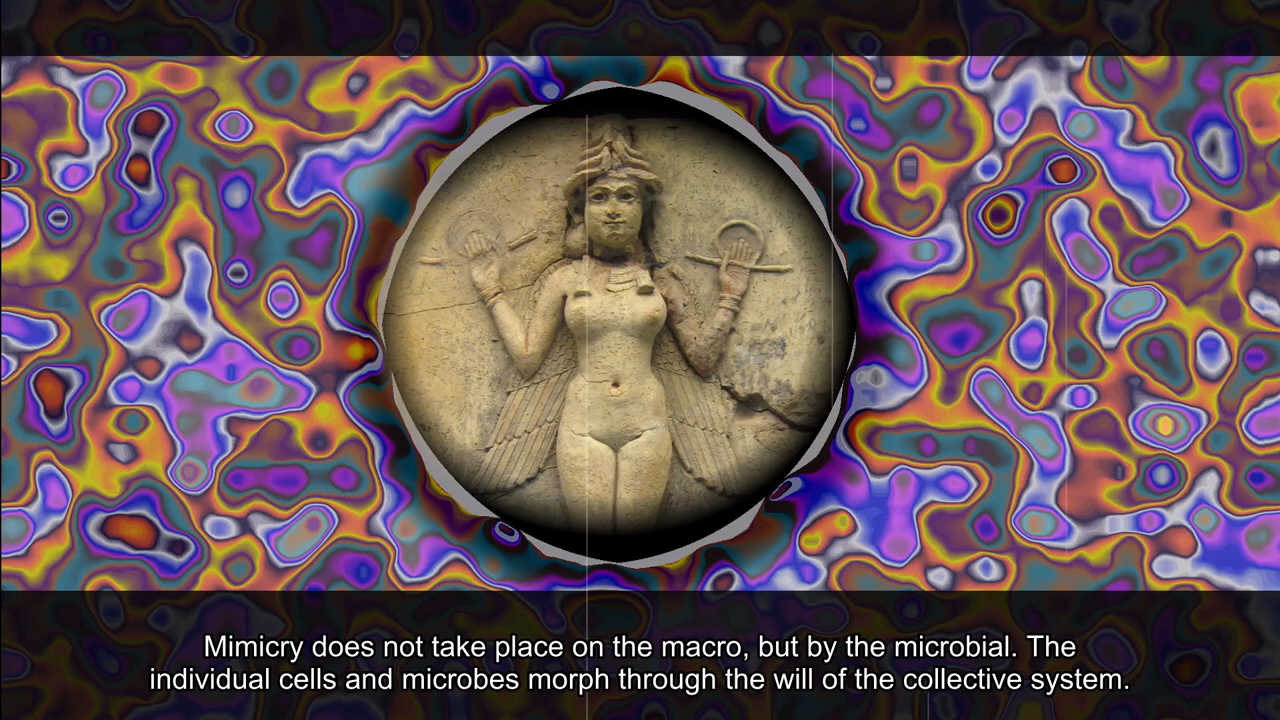 Mimicry does not take place on the macro, but by the microbial. The
individual cells and microbes morph through the will of the collective system.